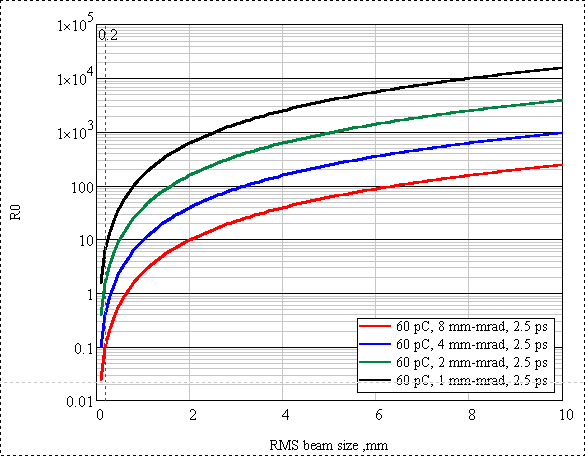 1×10⁵
0.2
1×10⁴
1×10³
100
10
1
0.1
0.01
R0
60 pC, 8 mm-mrad, 2.5 ps
60 pC, 4 mm-mrad, 2.5 ps
60 pC, 2 mm-mrad, 2.5 ps
60 pC, 1 mm-mrad, 2.5 ps
0 2 4 6 8 10
RMS beam size ,mm